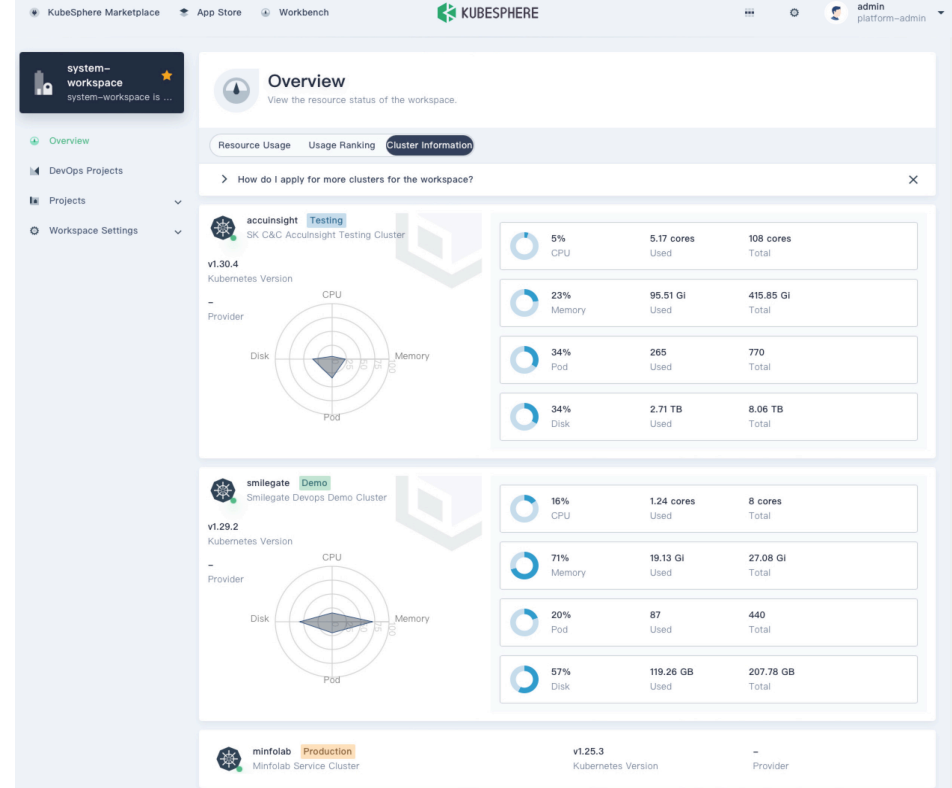 KubeSphere Marketplace App Store Workbench KUBESPHERE admin
platform-admin
system-
workspace
system-workspace is ...
Overview
View the resource status of the workspace.
Overview
DevOps Projects
Projects
Workspace Settings
Resource Usage Usage Ranking Cluster Information
How do I apply for more clusters for the workspace?
accuinsight Testing
SK C&C AccuInsight Testing Cluster
v1.30.4
Kubernetes Version
–
Provider
CPU
Disk
Memory
Pod
25 50 75 100
5% 5.17 cores 108 cores
CPU Used Total
23% 95.51 Gi 415.85 Gi
Memory Used Total
34% 265 770
Pod Used Total
34% 2.71 TB 8.06 TB
Disk Used Total
smilegate Demo
Smilegate Devops Demo Cluster
v1.29.2
Kubernetes Version
–
Provider
CPU
Disk
Memory
Pod
75 100
16% 1.24 cores 8 cores
CPU Used Total
71% 19.13 Gi 27.08 Gi
Memory Used Total
20% 87 440
Pod Used Total
57% 119.26 GB 207.78 GB
Disk Used Total
minfolab Production v1.25.3 –
Minfolab Service Cluster Kubernetes Version Provider